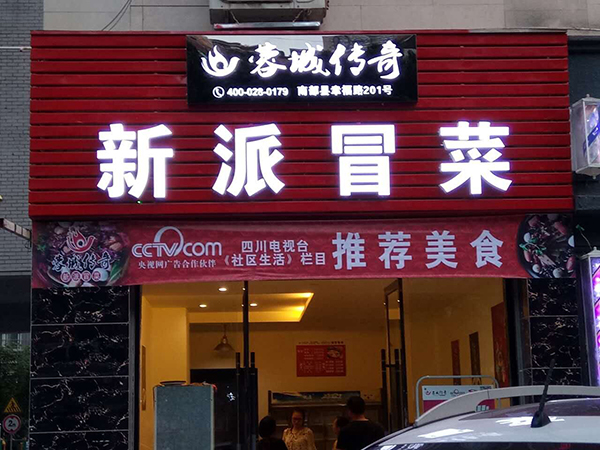 蓉城传奇
400-028-0179 南部县幸福路201号
新派冒菜
蓉城传奇
CCTV.com
央视网广告合作伙伴
四川电视台
《社区生活》栏目
推荐美食